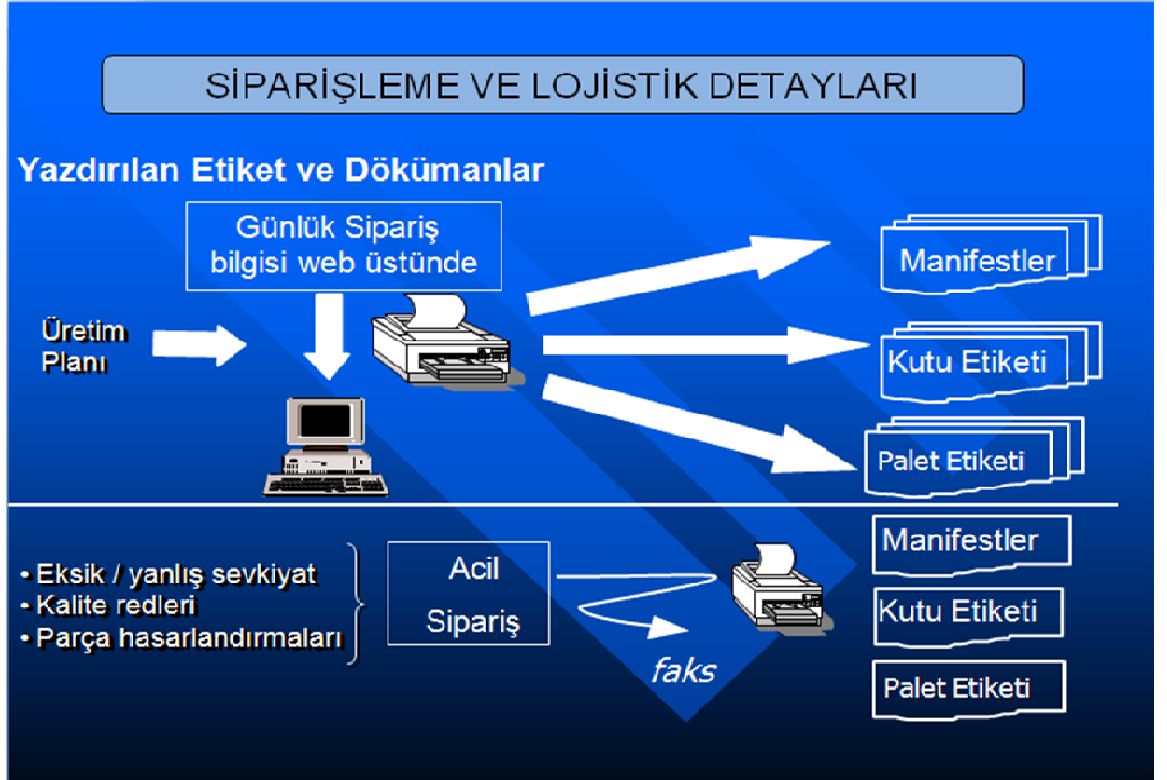 SİPARİŞLEME VE LOJİSTİK DETAYLARI
Yazdırılan Etiket ve Dökümanlar
Günlük Sipariş
bilgisi web üstünde
Üretim
Planı
Manifestler
Kutu Etiketi
Palet Etiketi
• Eksik / yanlış sevkiyat
• Kalite redleri
• Parça hasarlandırmaları
Acil
Sipariş
faks
Manifestler
Kutu Etiketi
Palet Etiketi